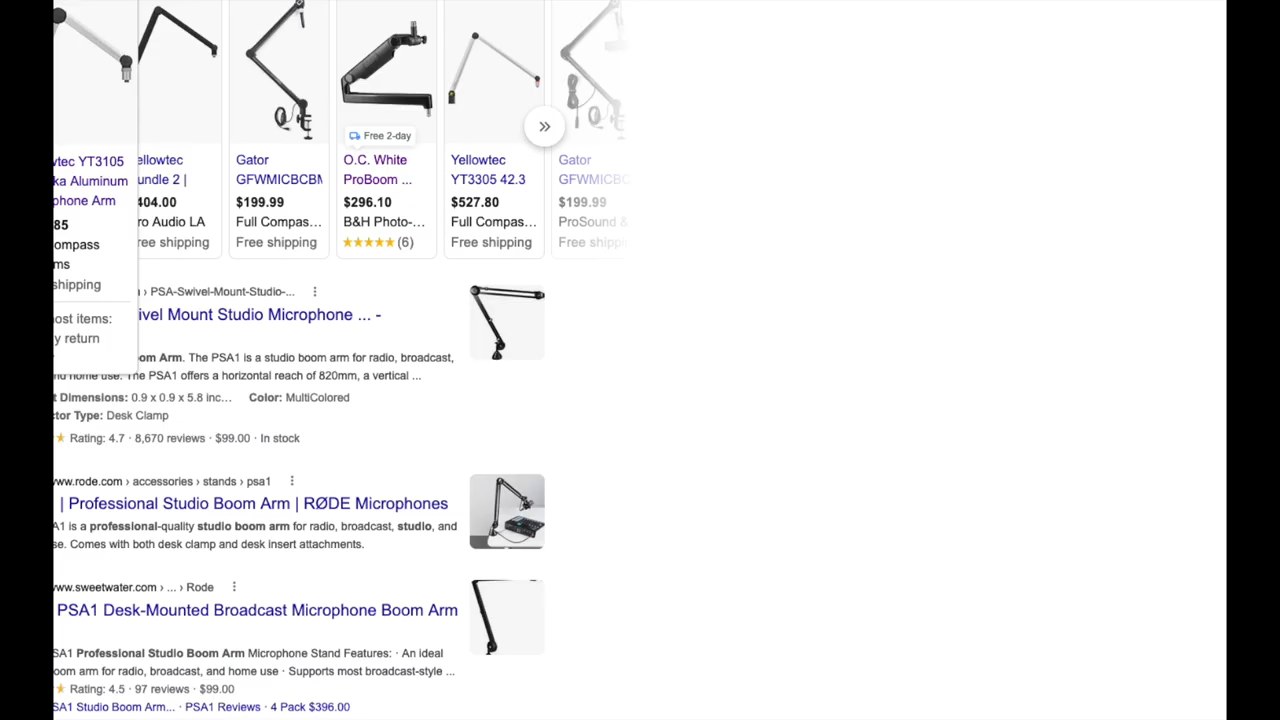 Free 2-day
vtec YT3105
ka Aluminum
phone Arm
85
ompass
ms
shipping
ost items:
y return
ellowtec
undle 2 |
404.00
ro Audio LA
ree shipping
Gator
GFWMICBCBM
$199.99
Full Compas...
Free shipping
O.C. White
ProBoom ...
$296.10
B&H Photo-...
(6)
Yellowtec
YT3305 42.3
$527.80
Full Compas...
Free shipping
Gator
GFWMICBC
$199.99
ProSound &
Free shippi
› PSA-Swivel-Mount-Studio-...
ivel Mount Studio Microphone ... -
om Arm. The PSA1 is a studio boom arm for radio, broadcast,
nd home use. The PSA1 offers a horizontal reach of 820mm, a vertical ...
t Dimensions: 0.9 x 0.9 x 5.8 inc... Color: MultiColored
tor Type: Desk Clamp
Rating: 4.7 · 8,670 reviews · $99.00 · In stock
www.rode.com › accessories › stands › psa1
| Professional Studio Boom Arm | RØDE Microphones
A1 is a professional-quality studio boom arm for radio, broadcast, studio, and
se. Comes with both desk clamp and desk insert attachments.
www.sweetwater.com › ... › Rode
PSA1 Desk-Mounted Broadcast Microphone Boom Arm
SA1 Professional Studio Boom Arm Microphone Stand Features: · An ideal
oom arm for radio, broadcast, and home use · Supports most broadcast-style ...
Rating: 4.5 · 97 reviews · $99.00
SA1 Studio Boom Arm... · PSA1 Reviews · 4 Pack $396.00